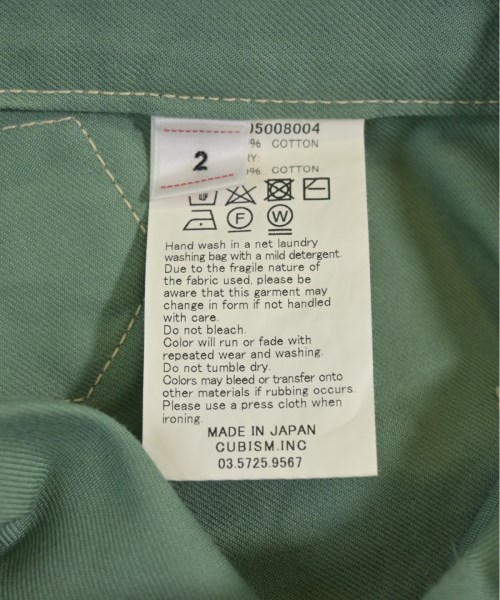 2
5008004
% COTTON
% COTTON
F
W
Hand wash in a net laundry
washing bag with a mild detergent.
Due to the fragile nature of
the fabric used, please be
aware that this garment may
change in form if not handled
with care.
Do not bleach.
Color will run or fade with
repeated wear and washing.
Do not tumble dry.
Colors may bleed or transfer onto
other materials if rubbing occurs.
Please use a press cloth when
ironing.
MADE IN JAPAN
CUBISM.INC
03.5725.9567